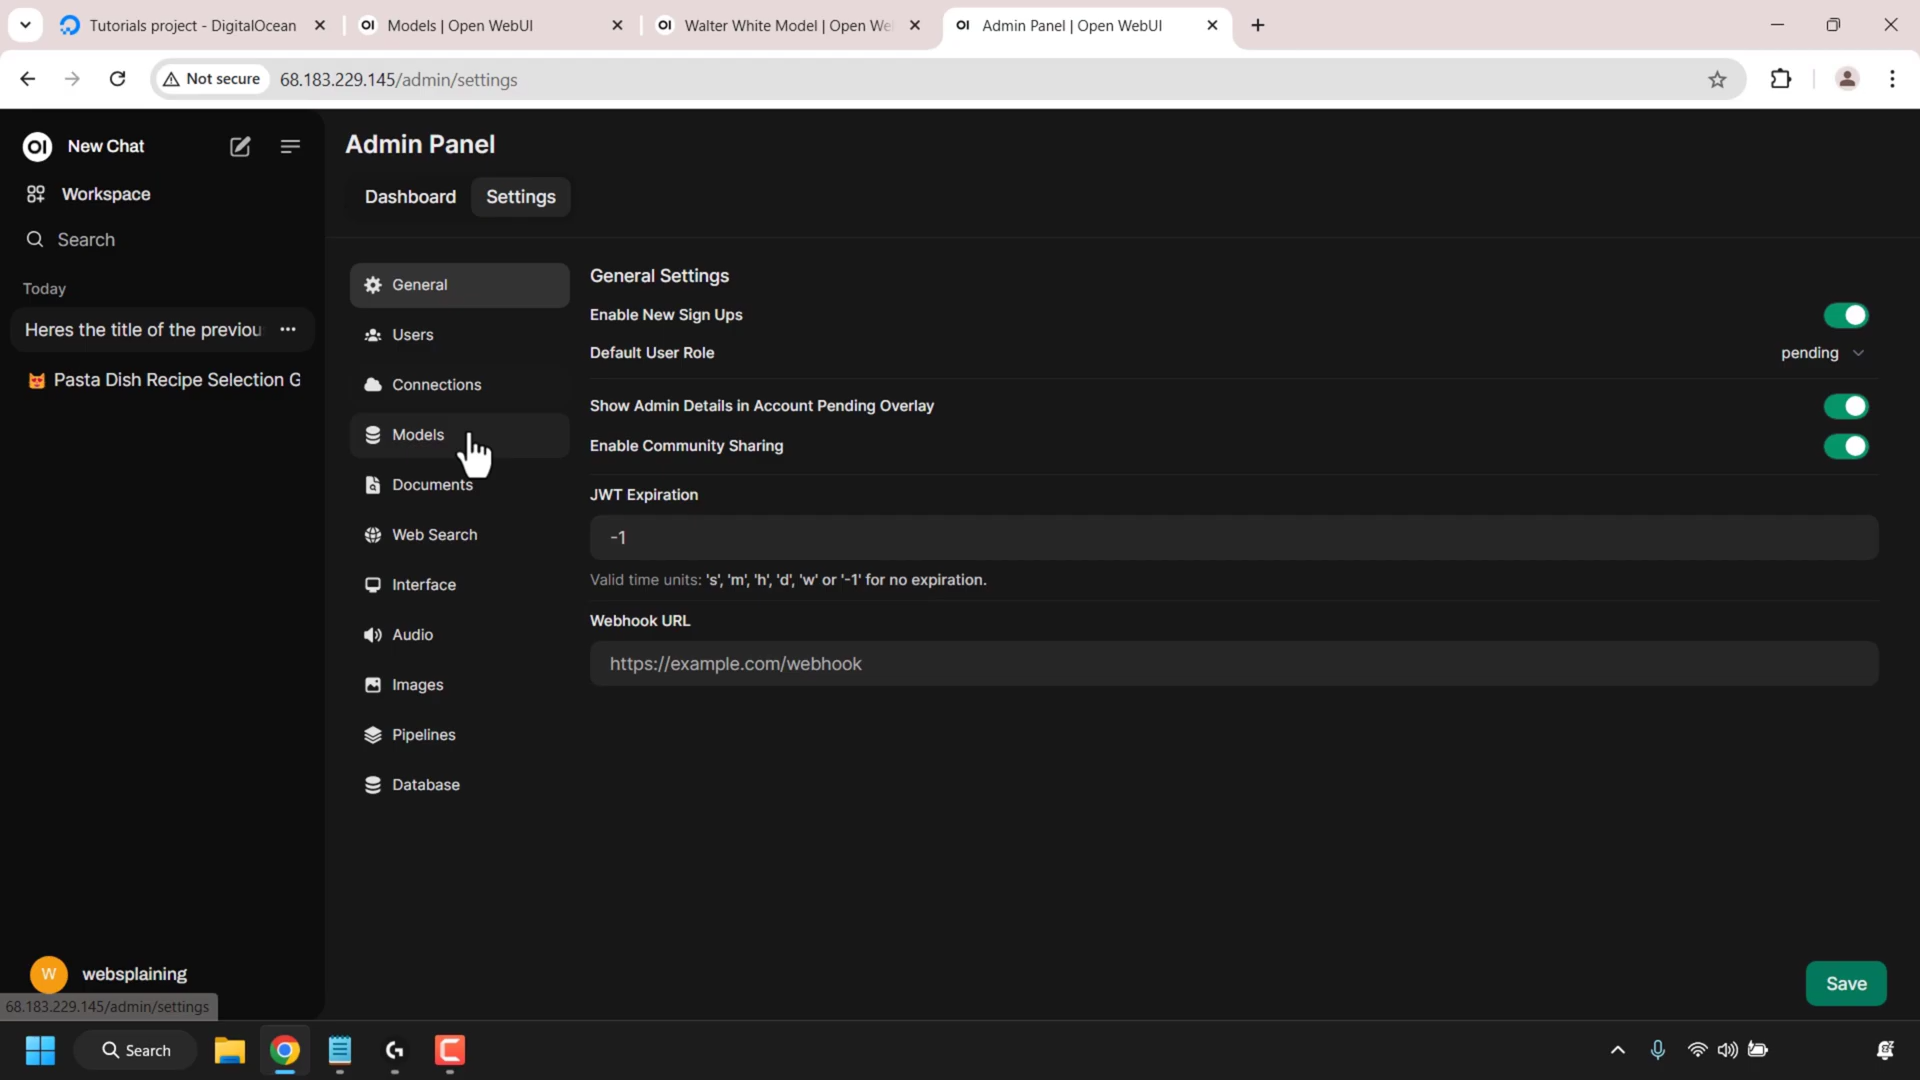 Tutorials project - DigitalOcean
Models | Open WebUI
Walter White Model | Open We
Admin Panel | Open WebUI
Not secure
68.183.229.145/admin/settings
OI
New Chat
Workspace
Search
Today
Heres the title of the previou
Pasta Dish Recipe Selection G
Admin Panel
Dashboard
Settings
General
Users
Connections
Models
Documents
Web Search
Interface
Audio
Images
Pipelines
Database
General Settings
Enable New Sign Ups
Default User Role
pending
Show Admin Details in Account Pending Overlay
Enable Community Sharing
JWT Expiration
-1
Valid time units: 's', 'm', 'h', 'd', 'w' or '-1' for no expiration.
Webhook URL
https://example.com/webhook
Save
W
websplaining
68.183.229.145/admin/settings
Search